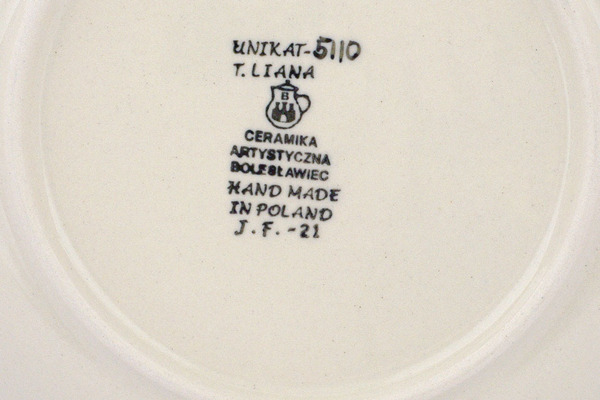 UNIKAT-5110
T. LIANA
B
CERAMIKA
ARTYSTYCZNA
BOLESŁAWIEC
HAND MADE
IN POLAND
J. F. -21